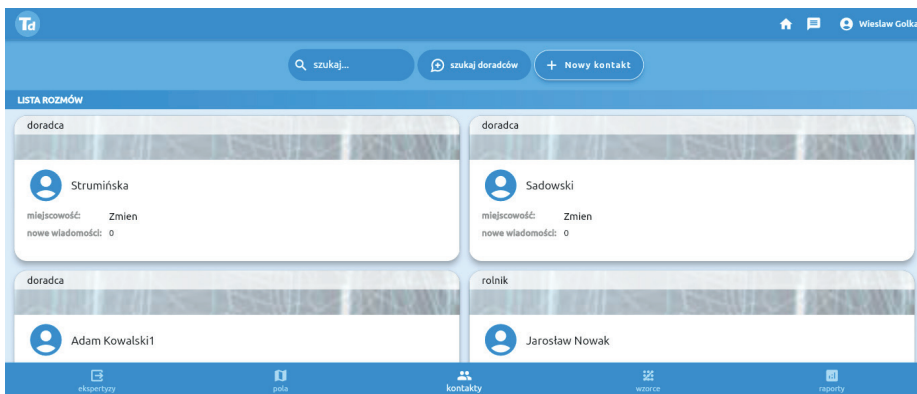 Td
Wieslaw Golka
szukaj...
szukaj doradców
+ Nowy kontakt
LISTA ROZMÓW
doradca
doradca
Strumińska
Sadowski
miejscowość: Zmien
miejscowość: Zmien
nowe wiadomości: 0
nowe wiadomości: 0
doradca
rolnik
Adam Kowalski1
Jarosław Nowak
ekspertyzy
pola
kontakty
wzorce
raporty